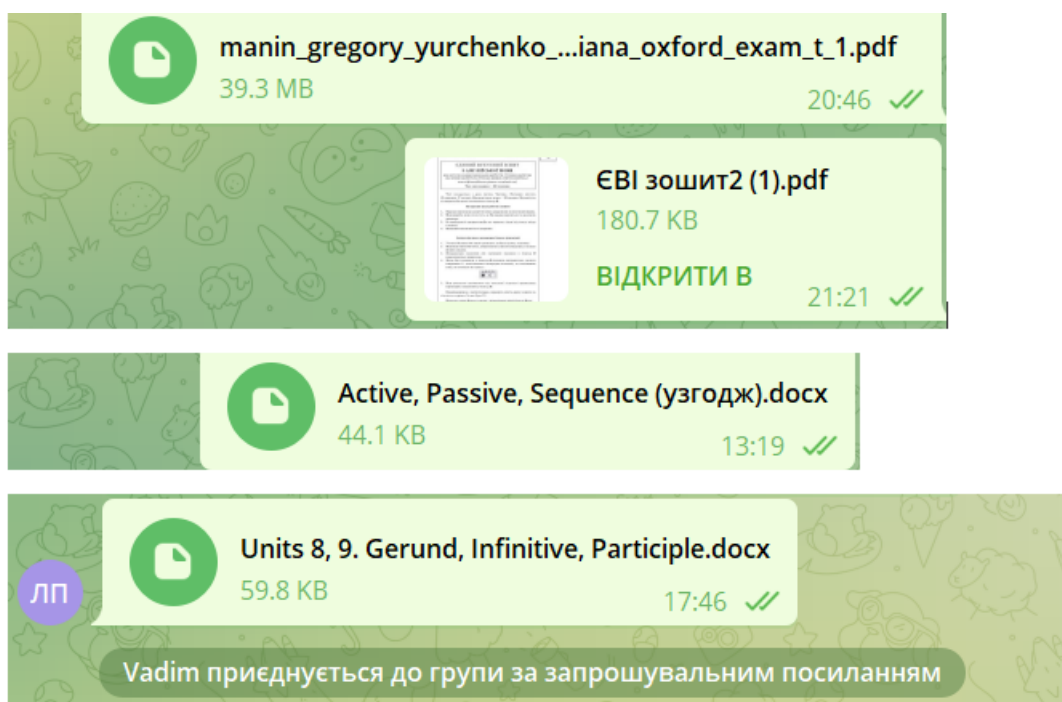 manin_gregory_yurchenko_...iana_oxford_exam_t_1.pdf
39.3 MB
20:46
ЄВІ зошит2 (1).pdf
180.7 KB
ВІДКРИТИ В
21:21
Active, Passive, Sequence (узгодж).docx
44.1 KB
13:19
Units 8, 9. Gerund, Infinitive, Participle.docx
ЛП
59.8 KB
17:46
Vadim приєднується до групи за запрошувальним посиланням